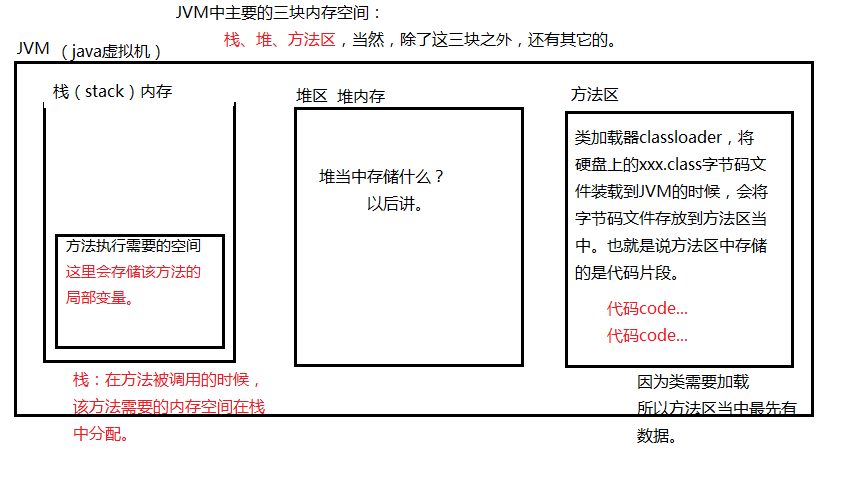 JVM中主要的三块内存空间：
栈、堆、方法区，当然，除了这三块之外，还有其它的。
JVM（java虚拟机）
栈（stack）内存
方法执行需要的空间
这里会存储该方法的
局部变量。
栈：在方法被调用的时候，
该方法需要的内存空间在栈
中分配。
堆区 堆内存
堆当中存储什么？
以后讲。
方法区
类加载器classloader，将
硬盘上的xxx.class字节码文
件装载到JVM的时候，会将
字节码文件存放到方法区当
中。也就是说方法区中存储
的是代码片段。
代码code...
代码code...
因为类需要加载
所以方法区当中最先有
数据。